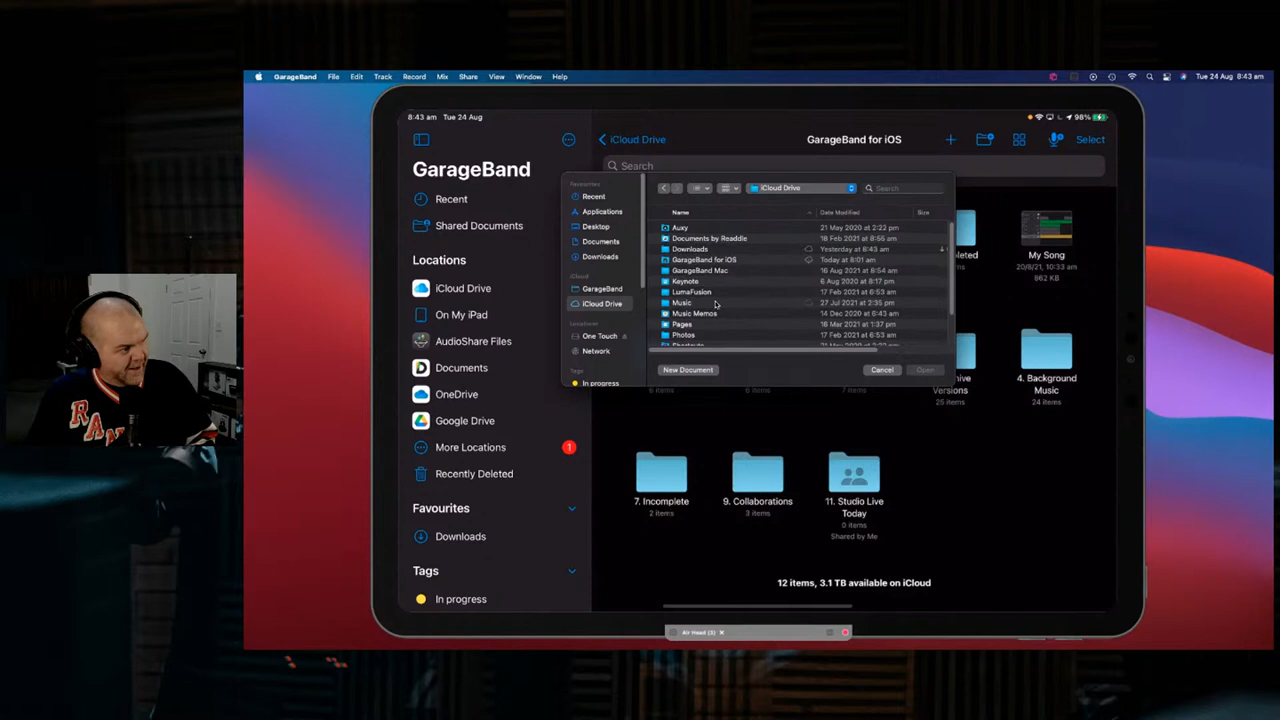 GarageBand File Edit Track Record Mix Share View Window Help
Tue 24 Aug 8:43 am
8:43 am Tue 24 Aug
98%
GarageBand
Recent
Shared Documents
Locations
iCloud Drive
On My iPad
AudioShare Files
Documents
OneDrive
Google Drive
More Locations 1
Recently Deleted
Favourites
Downloads
Tags
In progress
iCloud Drive
GarageBand for iOS
Select
Search
Favourites
Recent
Applications
Desktop
Documents
Downloads
iCloud
GarageBand
iCloud Drive
Locations
One Touch
Network
Tags
In progress
iCloud Drive
Search
Name Date Modified Size
Auxy 21 May 2020 at 2:22 pm
Documents by Readdle 18 Feb 2021 at 8:55 am
Downloads Yesterday at 8:43 am
GarageBand for iOS Today at 8:01 am
GarageBand Mac 16 Aug 2021 at 8:54 am
Keynote 6 Aug 2020 at 8:17 pm
LumaFusion 17 Feb 2021 at 6:53 am
Music 27 Jul 2021 at 2:35 pm
Music Memos 14 Dec 2020 at 6:43 am
Pages 16 Mar 2021 at 1:37 pm
Photos 17 Feb 2021 at 6:53 am
New Document
Cancel
Open
My Song
20/8/21, 10:33 am
862 KB
Versions
25 items
4. Background
Music
24 items
7. Incomplete
2 items
9. Collaborations
3 items
11. Studio Live
Today
0 items
Shared by Me
12 items, 3.1 TB available on iCloud
Air Head (3)
RAN